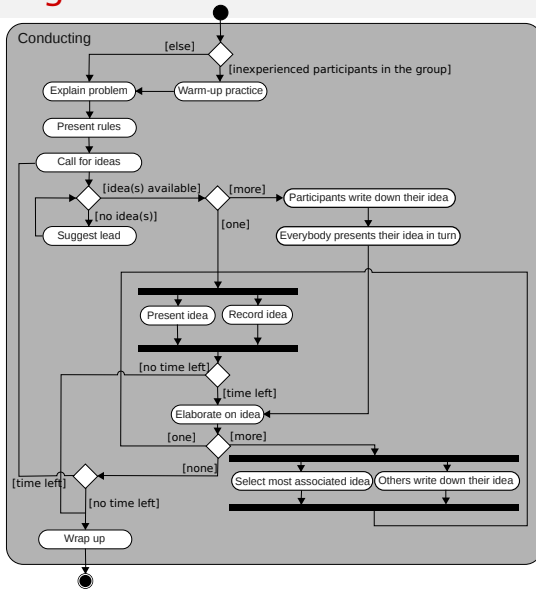 Conducting
[else]
[inexperienced participants in the group]
Explain problem
Warm-up practice
Present rules
Call for ideas
[idea(s) available]
[more]
Participants write down their idea
[no idea(s)]
[one]
Suggest lead
Everybody presents their idea in turn
Present idea
Record idea
[no time left]
[time left]
Elaborate on idea
[one]
[more]
[none]
[time left]
Select most associated idea
Others write down their idea
[no time left]
Wrap up